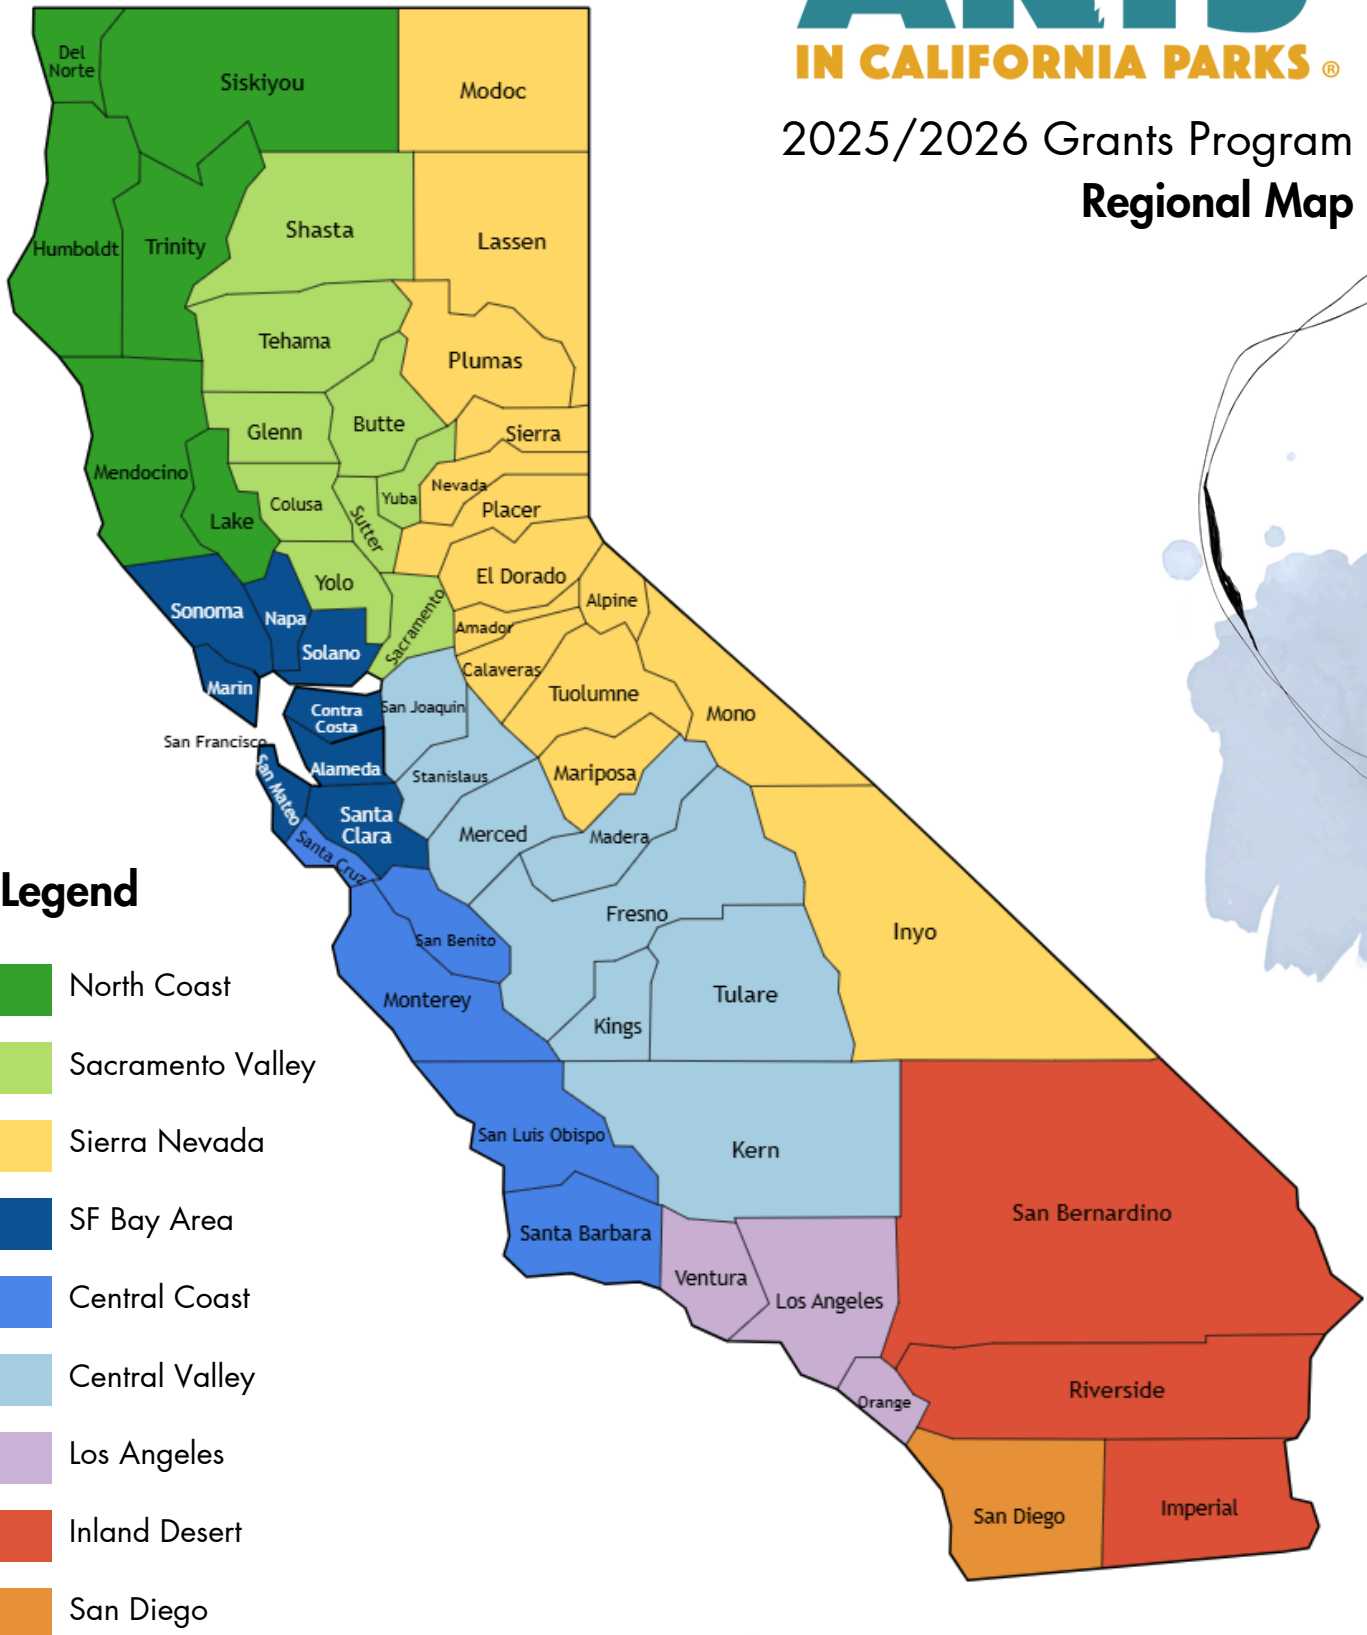 ARTS
IN CALIFORNIA PARKS ®
2025/2026 Grants Program
Regional Map
Del
Norte
Siskiyou
Modoc
Humboldt
Trinity
Shasta
Lassen
Tehama
Plumas
Glenn
Butte
Sierra
Mendocino
Lake
Colusa
Sutter
Yuba
Nevada
Placer
Yolo
El Dorado
Sonoma
Napa
Solano
Sacramento
Amador
Alpine
Marin
Contra
Costa
San Joaquin
Calaveras
Tuolumne
Mono
San Francisco
Alameda
San Mateo
Santa
Clara
Stanislaus
Mariposa
Santa Cruz
Merced
Madera
San Benito
Fresno
Inyo
Monterey
Kings
Tulare
San Luis Obispo
Kern
Santa Barbara
Ventura
Los Angeles
San Bernardino
Orange
Riverside
San Diego
Imperial
Legend
North Coast
Sacramento Valley
Sierra Nevada
SF Bay Area
Central Coast
Central Valley
Los Angeles
Inland Desert
San Diego